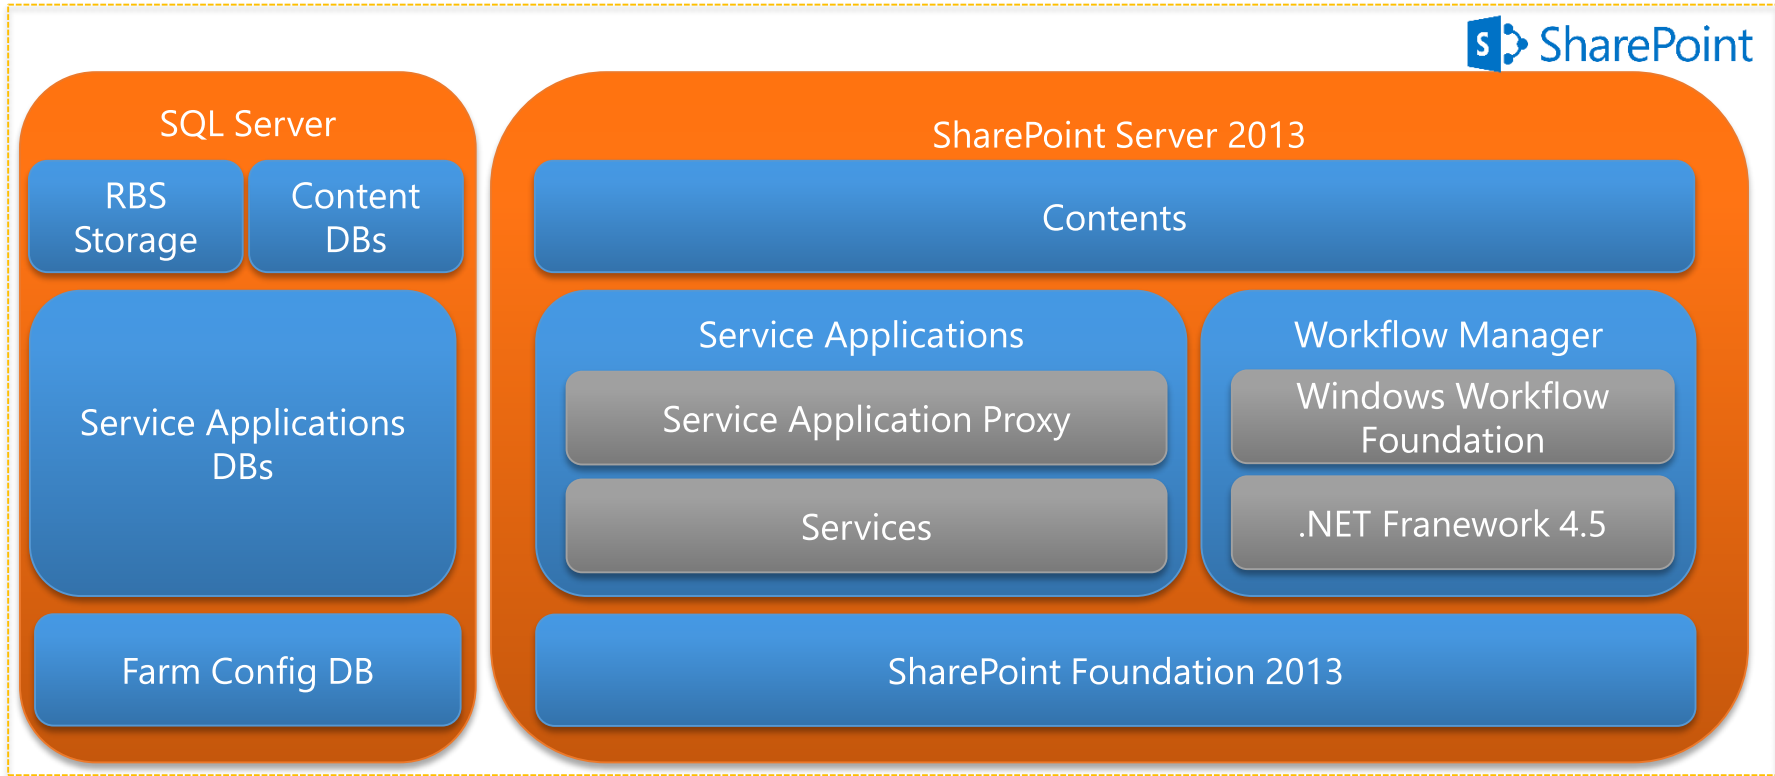 S SharePoint
SQL Server
RBS
Storage
Content
DBs
Service Applications
DBs
Farm Config DB
SharePoint Server 2013
Contents
Service Applications
Service Application Proxy
Services
Workflow Manager
Windows Workflow
Foundation
.NET Franework 4.5
SharePoint Foundation 2013